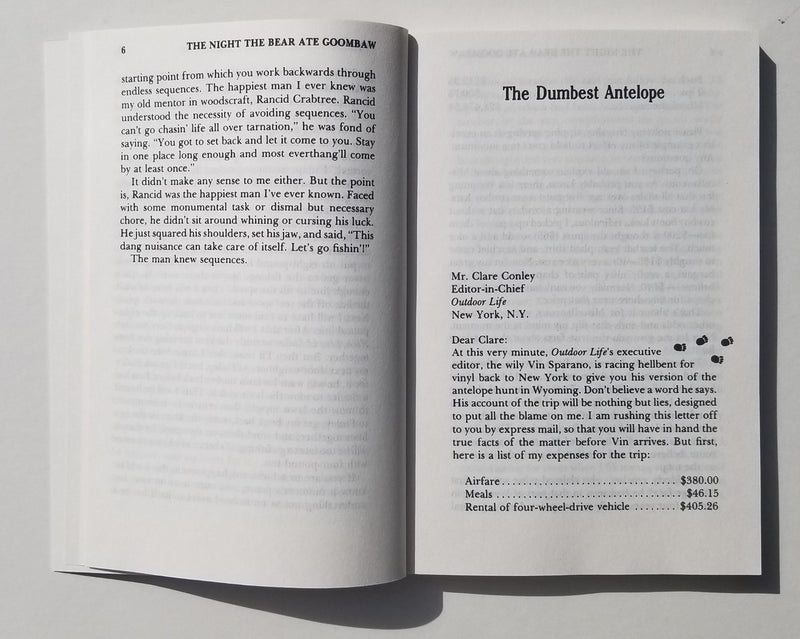 6 THE NIGHT THE BEAR ATE GOOMBAW
starting point from which you work backwards through
endless sequences. The happiest man I ever knew was
my old mentor in woodscraft, Rancid Crabtree. Rancid
understood the necessity of avoiding sequences. “You
can’t go chasin’ life all over tarnation,” he was fond of
saying. “You got to set back and let it come to you. Stay
in one place long enough and most everthang’ll come
by at least once.”
It didn’t make any sense to me either. But the point
is, Rancid was the happiest man I’ve ever known. Faced
with some monumental task or dismal but necessary
chore, he didn’t sit around whining or cursing his luck.
He just squared his shoulders, set his jaw, and said, “This
dang nuisance can take care of itself. Let’s go fishin’!”
The man knew sequences.
The Dumbest Antelope
Mr. Clare Conley
Editor-in-Chief
Outdoor Life
New York, N.Y.
Dear Clare:
At this very minute, Outdoor Life’s executive
editor, the wily Vin Sparano, is racing hellbent for
vinyl back to New York to give you his version of the
antelope hunt in Wyoming. Don’t believe a word he says.
His account of the trip will be nothing but lies, designed
to put all the blame on me. I am rushing this letter off
to you by express mail, so that you will have in hand the
true facts of the matter before Vin arrives. But first,
here is a list of my expenses for the trip:
Airfare . . . . . . . . . . . . . . . . . . . . . . . . . . . . . . . $380.00
Meals . . . . . . . . . . . . . . . . . . . . . . . . . . . . . . . . . $46.15
Rental of four-wheel-drive vehicle . . . . . . . . $405.26